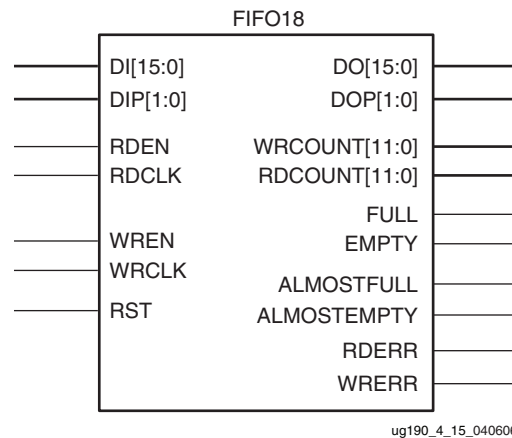 FIFO18
DI[15:0] DO[15:0]
DIP[1:0] DOP[1:0]
RDEN WRCOUNT[11:0]
RDCLK RDCOUNT[11:0]
FULL
WREN EMPTY
WRCLK
ALMOSTFULL
RST ALMOSTEMPTY
RDERR
WRERR
ug190_4_15_040606